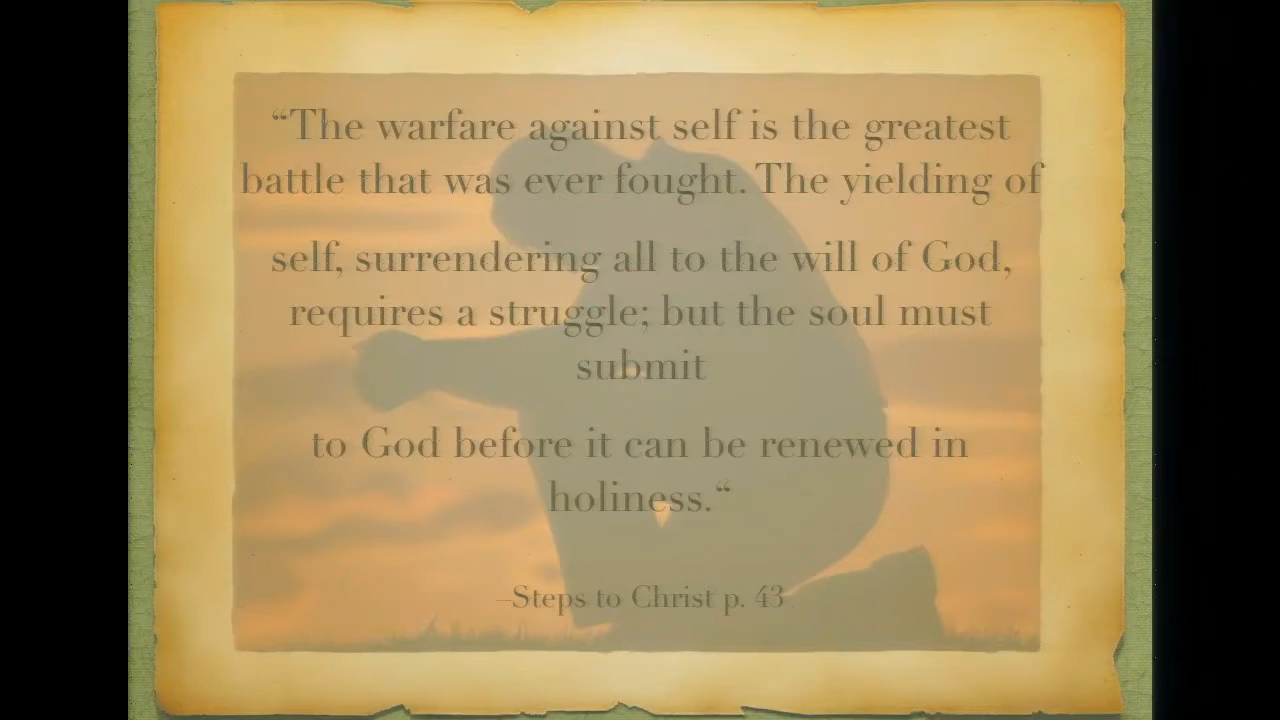 “The warfare against self is the greatest
battle that was ever fought. The yielding of
self, surrendering all to the will of God,
requires a struggle; but the soul must
submit
to God before it can be renewed in
holiness.“
–Steps to Christ p. 43